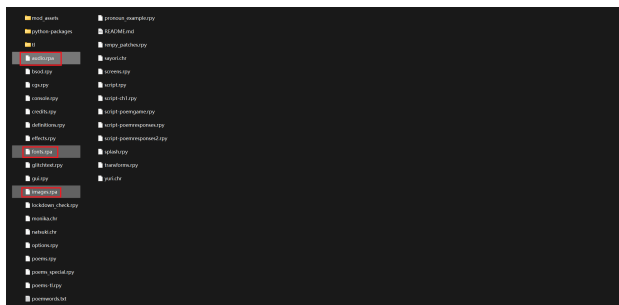 mod_assets
python-packages
tl
audio.rpa
bsod.rpy
cgs.rpy
console.rpy
credits.rpy
definitions.rpy
effects.rpy
fonts.rpa
glitchtext.rpy
gui.rpy
images.rpa
lockdown_check.rpy
monika.chr
natsuki.chr
options.rpy
poems.rpy
poems_special.rpy
poems-tl.rpy
poemwords.txt
pronoun_example.rpy
README.md
renpy_patches.rpy
sayori.chr
screens.rpy
script.rpy
script-ch1.rpy
script-poemgame.rpy
script-poemresponses.rpy
script-poemresponses2.rpy
splash.rpy
transforms.rpy
yuri.chr